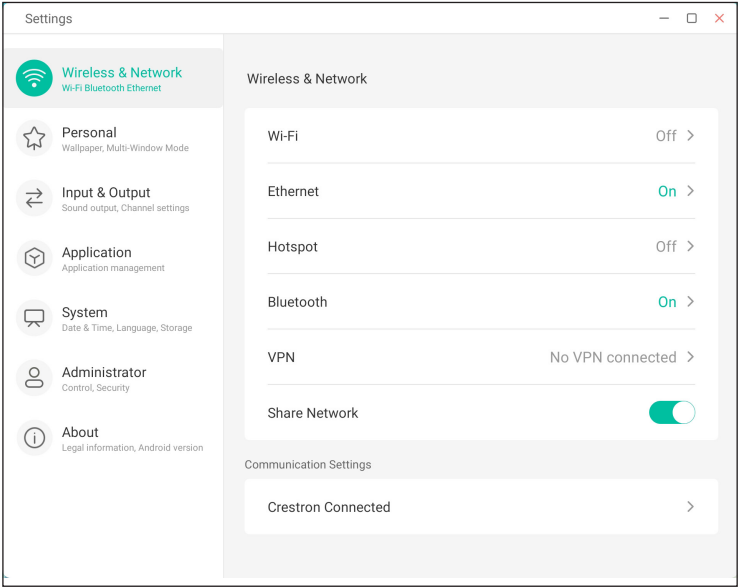 Settings
Wireless & Network
Wi-Fi Bluetooth Ethernet
Personal
Wallpaper, Multi-Window Mode
Input & Output
Sound output, Channel settings
Application
Application management
System
Date & Time, Language, Storage
Administrator
Control, Security
About
Legal information, Android version
Wireless & Network
Wi-Fi Off
Ethernet On
Hotspot Off
Bluetooth On
VPN No VPN connected
Share Network
Communication Settings
Crestron Connected